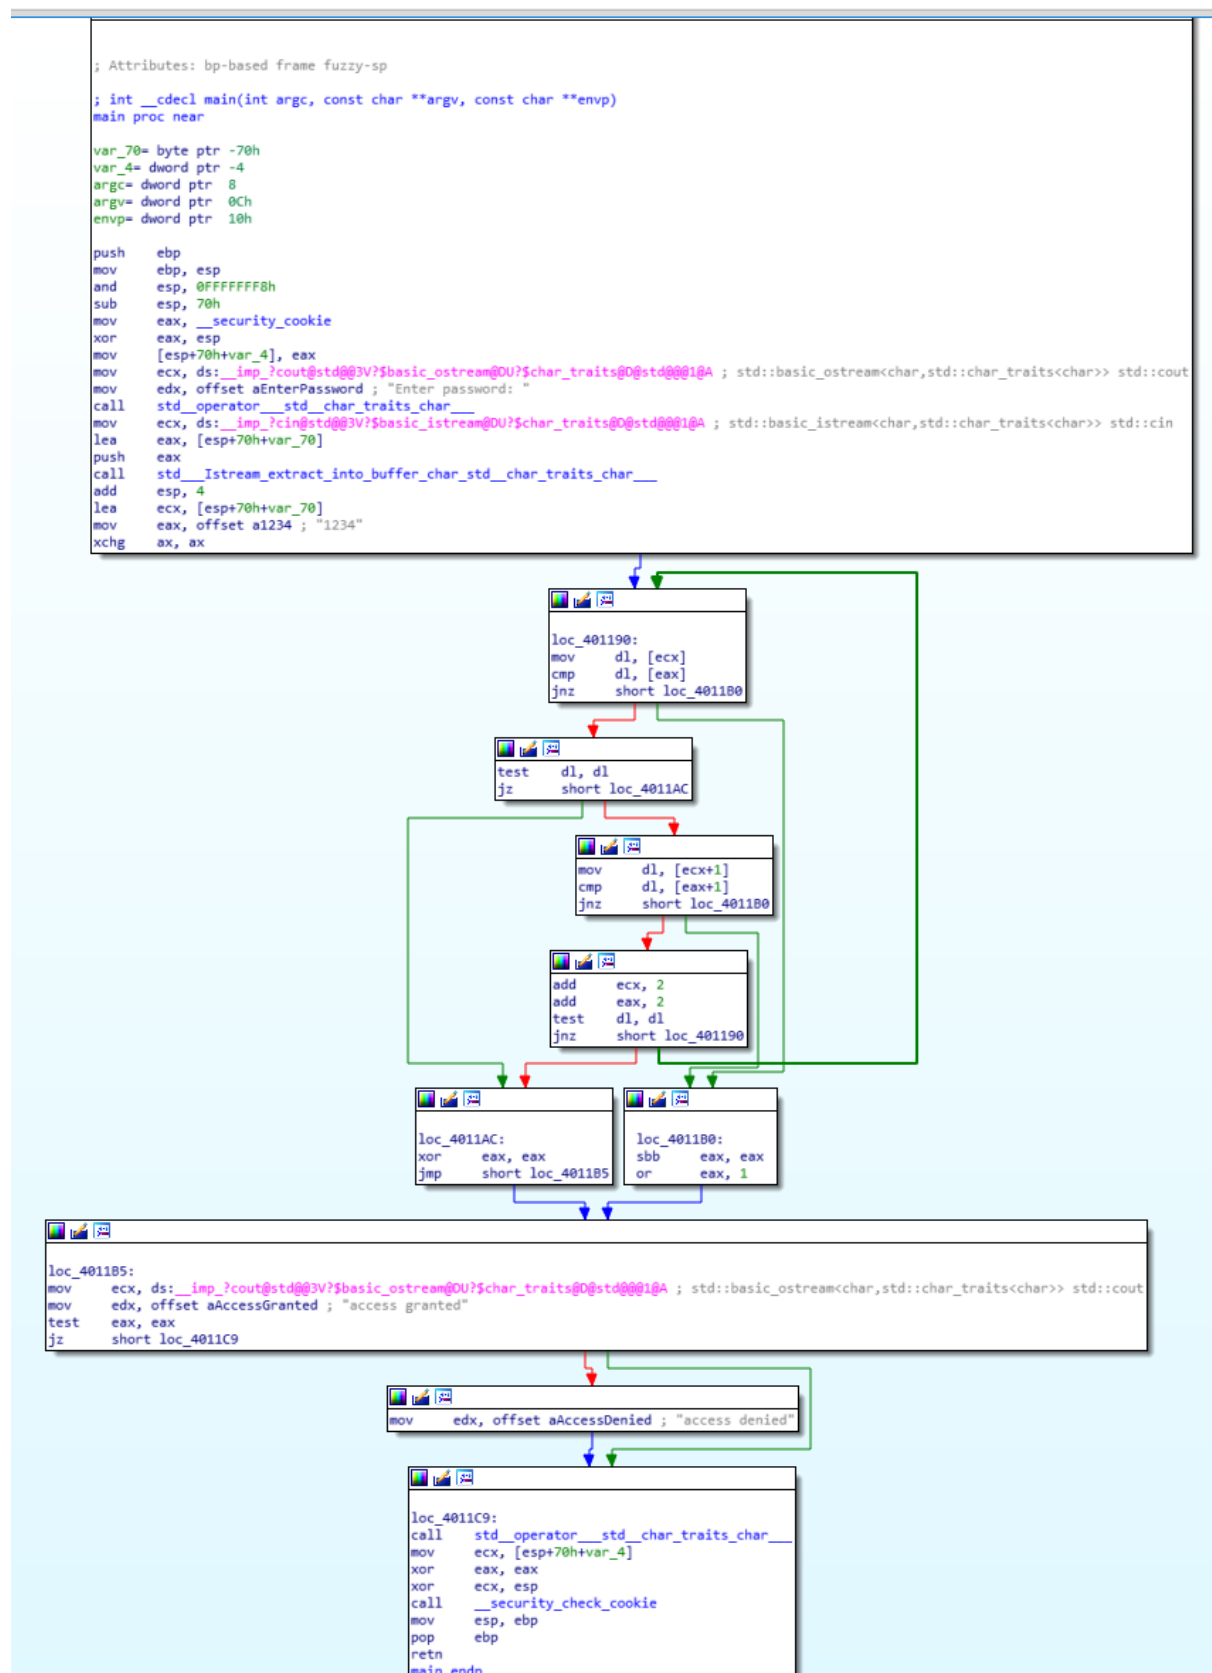 ; Attributes: bp-based frame fuzzy-sp
; int __cdecl main(int argc, const char **argv, const char **envp)
main proc near
var_70= byte ptr -70h
var_4= dword ptr -4
argc= dword ptr  8
argv= dword ptr  0Ch
envp= dword ptr  10h
push    ebp
mov     ebp, esp
and     esp, 0FFFFFFF8h
sub     esp, 70h
mov     eax, __security_cookie
xor     eax, esp
mov     [esp+70h+var_4], eax
mov     ecx, ds:__imp_?cout@std@@3V?$basic_ostream@DU?$char_traits@D@std@@@1@A ; std::basic_ostream<char,std::char_traits<char>> std::cout
mov     edx, offset aEnterPassword ; "Enter password: "
call    std__operator___std__char_traits_char___
mov     ecx, ds:__imp_?cin@std@@3V?$basic_istream@DU?$char_traits@D@std@@@1@A ; std::basic_istream<char,std::char_traits<char>> std::cin
lea     eax, [esp+70h+var_70]
push    eax
call    std___Istream_extract_into_buffer_char_std__char_traits_char___
add     esp, 4
lea     ecx, [esp+70h+var_70]
mov     eax, offset a1234 ; "1234"
xchg    ax, ax
loc_401190:
mov     dl, [ecx]
cmp     dl, [eax]
jnz     short loc_4011B0
test    dl, dl
jz      short loc_4011AC
mov     dl, [ecx+1]
cmp     dl, [eax+1]
jnz     short loc_4011B0
add     ecx, 2
add     eax, 2
test    dl, dl
jnz     short loc_401190
loc_4011AC:
xor     eax, eax
jmp     short loc_4011B5
loc_4011B0:
sbb     eax, eax
or      eax, 1
loc_4011B5:
mov     ecx, ds:__imp_?cout@std@@3V?$basic_ostream@DU?$char_traits@D@std@@@1@A ; std::basic_ostream<char,std::char_traits<char>> std::cout
mov     edx, offset aAccessGranted ; "access granted"
test    eax, eax
jz      short loc_4011C9
mov     edx, offset aAccessDenied ; "access denied"
loc_4011C9:
call    std__operator___std__char_traits_char___
mov     ecx, [esp+70h+var_4]
xor     eax, eax
xor     ecx, esp
call    __security_check_cookie
mov     esp, ebp
pop     ebp
retn
main endp